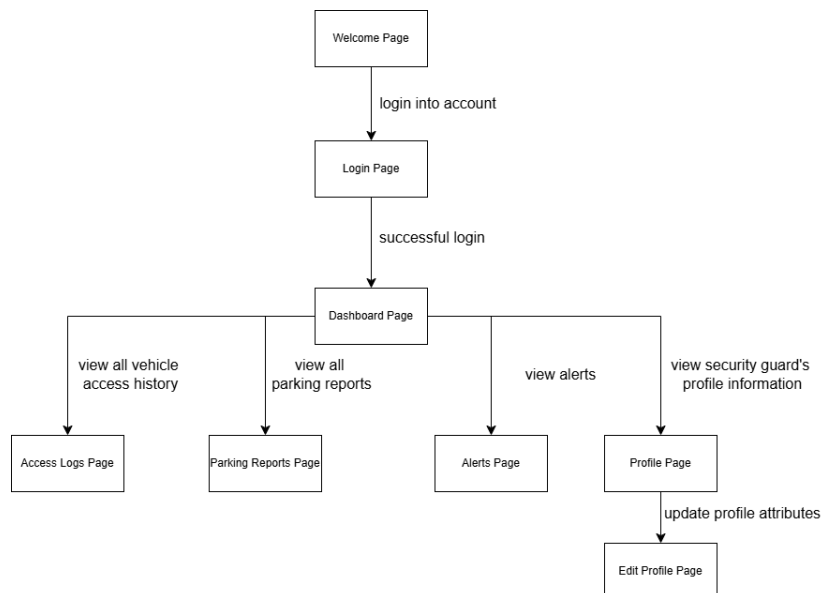 Welcome Page
login into account
Login Page
successful login
Dashboard Page
view all vehicle
access history
view all
parking reports
view alerts
view security guard's
profile information
Access Logs Page
Parking Reports Page
Alerts Page
Profile Page
update profile attributes
Edit Profile Page